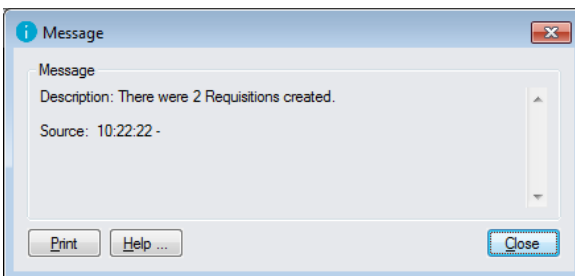 Message
Message
Description: There were 2 Requisitions created.
Source: 10:22:22 -
Print Help ... Close